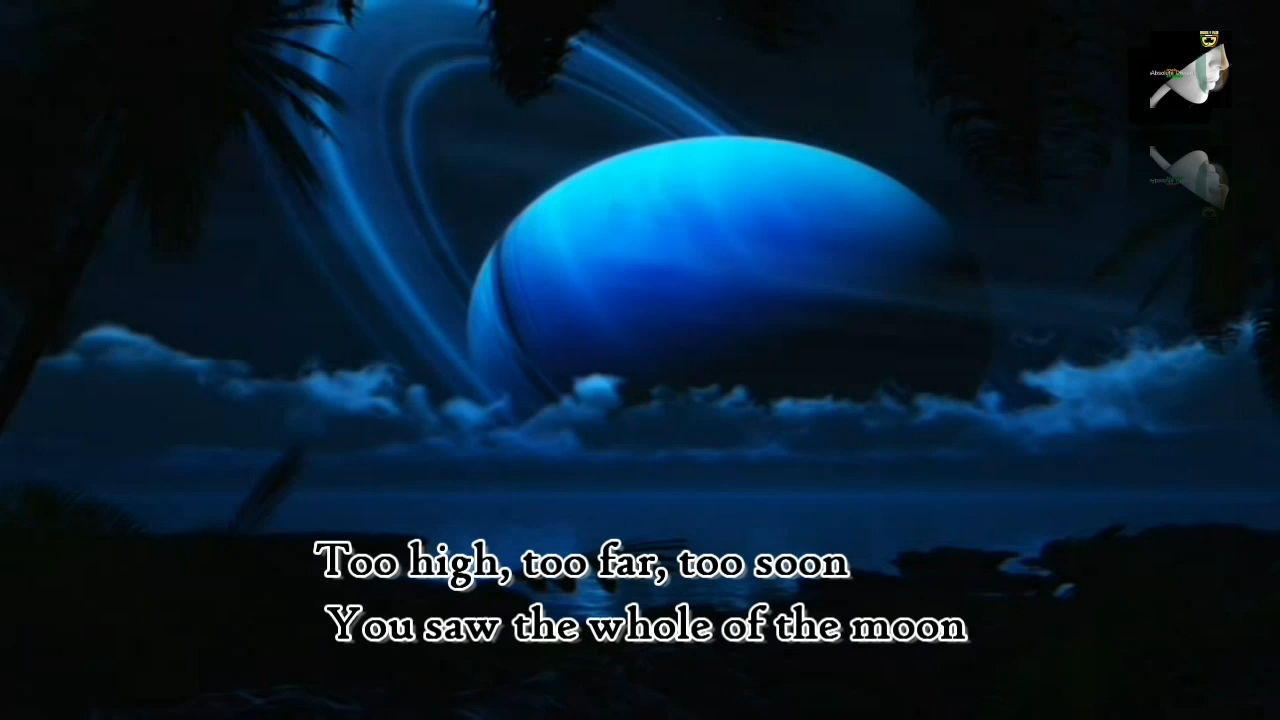 Too high, too far, too soon
You saw the whole of the moon